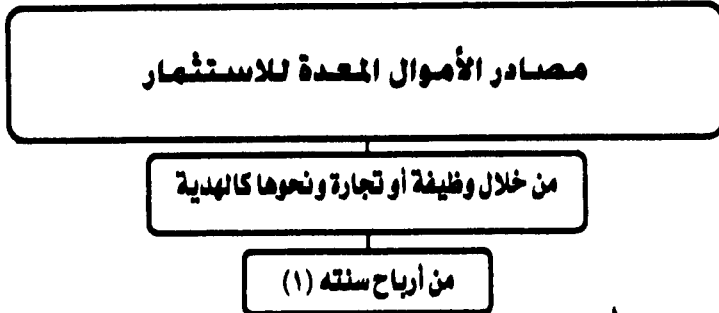 مصادر الأموال المعدة للاستثمار
من خلال وظيفة أو تجارة ونحوها كالهدية
من أرباح سنته (١)